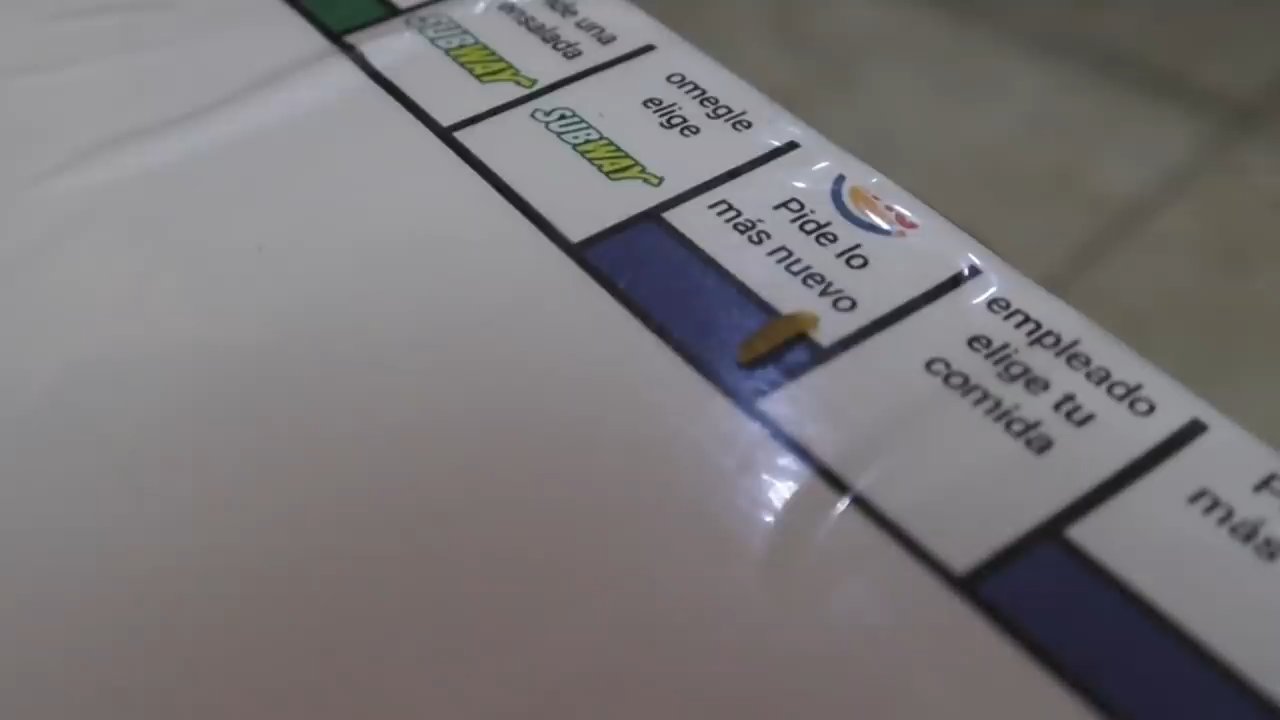 ensalada
SUBWAY
omegle
elige
SUBWAY
Pide lo
más nuevo
empleado
elige tu
comida
más